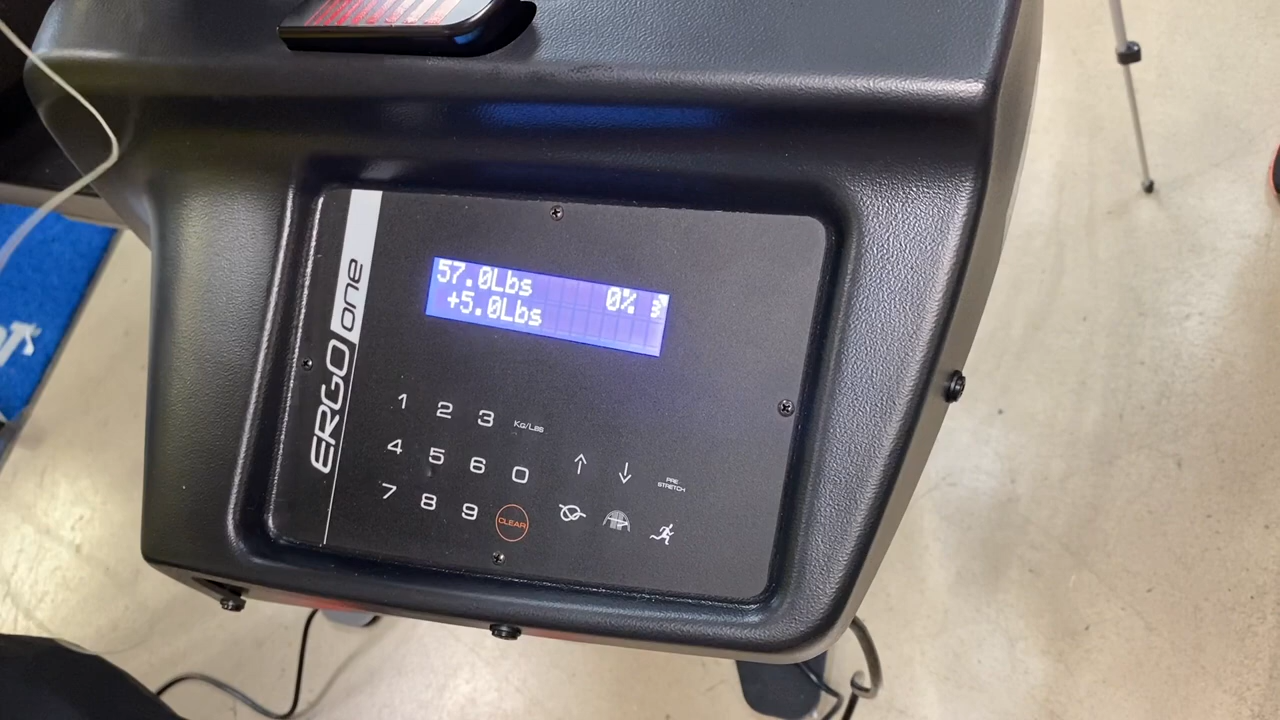 57.0Lbs 0% 3
+5.0Lbs
ERGO one
1 2 3 Kg/Lbs
4 5 6 0
7 8 9 CLEAR
PRE
STRETCH